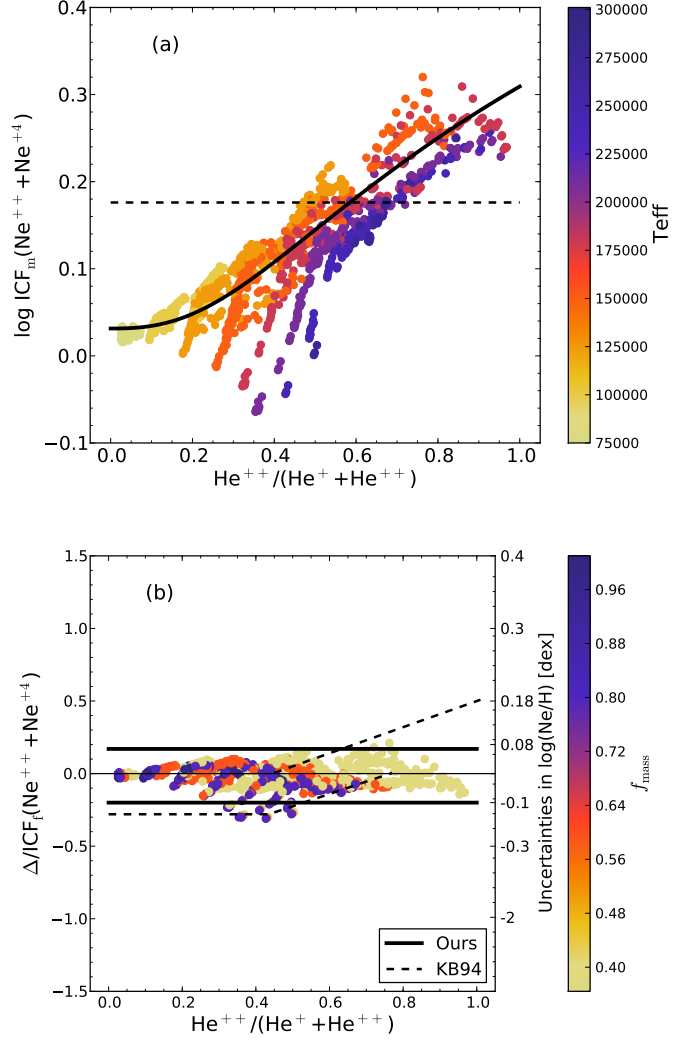 (a)
log ICFₘ(Ne⁺⁺+Ne⁺⁴)
0.4
0.3
0.2
0.1
0.0
−0.1
0.0 0.2 0.4 0.6 0.8 1.0
He⁺⁺/(He⁺+He⁺⁺)
300000
275000
250000
225000
200000
175000
150000
125000
100000
75000
Teff
(b)
Δ/ICF_f(Ne⁺⁺+Ne⁺⁴)
1.5
1.0
0.5
0.0
−0.5
−1.0
−1.5
0.0 0.2 0.4 0.6 0.8 1.0
He⁺⁺/(He⁺+He⁺⁺)
0.4
0.3
0.18
0.08
-0.1
-0.3
-2
Uncertainties in log(Ne/H) [dex]
Ours
KB94
0.96
0.88
0.80
0.72
0.64
0.56
0.48
0.40
f_mass